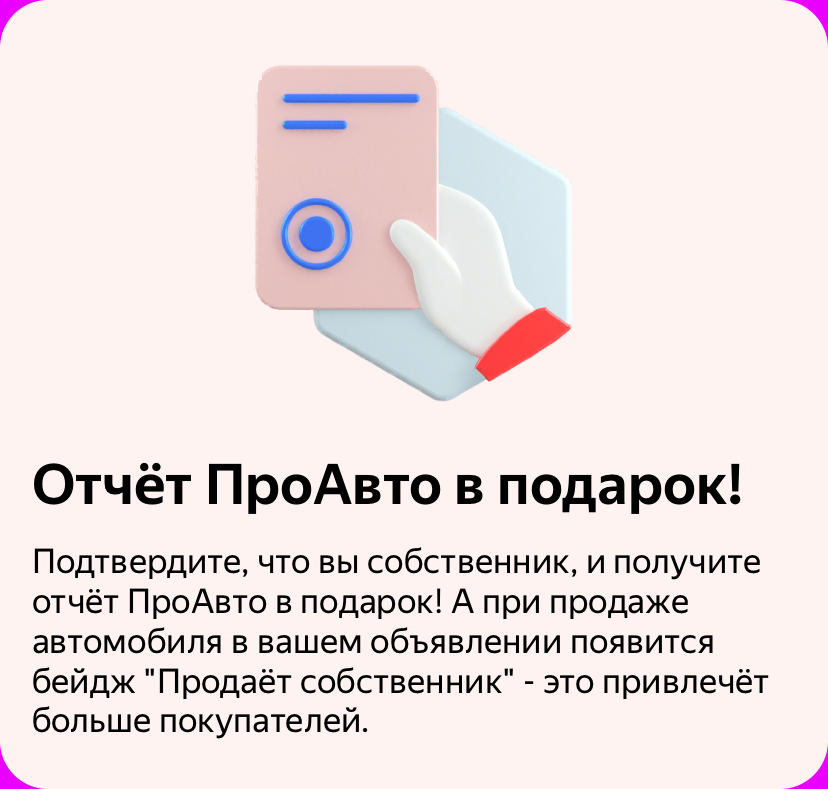 Отчёт ПроАвто в подарок!
Подтвердите, что вы собственник, и получите
отчёт ПроАвто в подарок! А при продаже
автомобиля в вашем объявлении появится
бейдж "Продаёт собственник" - это привлечёт
больше покупателей.